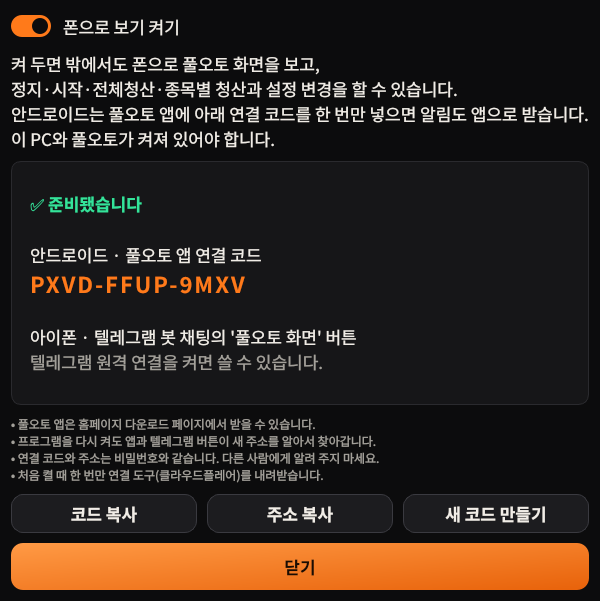 폰으로 보기 켜기
켜 두면 밖에서도 폰으로 풀오토 화면을 보고,
정지·시작·전체청산·종목별 청산과 설정 변경을 할 수 있습니다.
안드로이드는 풀오토 앱에 아래 연결 코드를 한 번만 넣으면 알림도 앱으로 받습니다.
이 PC와 풀오토가 켜져 있어야 합니다.
✅ 준비됐습니다
안드로이드 · 풀오토 앱 연결 코드
PXVD-FFUP-9MXV
아이폰 · 텔레그램 봇 채팅의 '풀오토 화면' 버튼
텔레그램 원격 연결을 켜면 쓸 수 있습니다.
• 풀오토 앱은 홈페이지 다운로드 페이지에서 받을 수 있습니다.
• 프로그램을 다시 켜도 앱과 텔레그램 버튼이 새 주소를 알아서 찾아갑니다.
• 연결 코드와 주소는 비밀번호와 같습니다. 다른 사람에게 알려 주지 마세요.
• 처음 켤 때 한 번만 연결 도구(클라우드플레어)를 내려받습니다.
코드 복사
주소 복사
새 코드 만들기
닫기